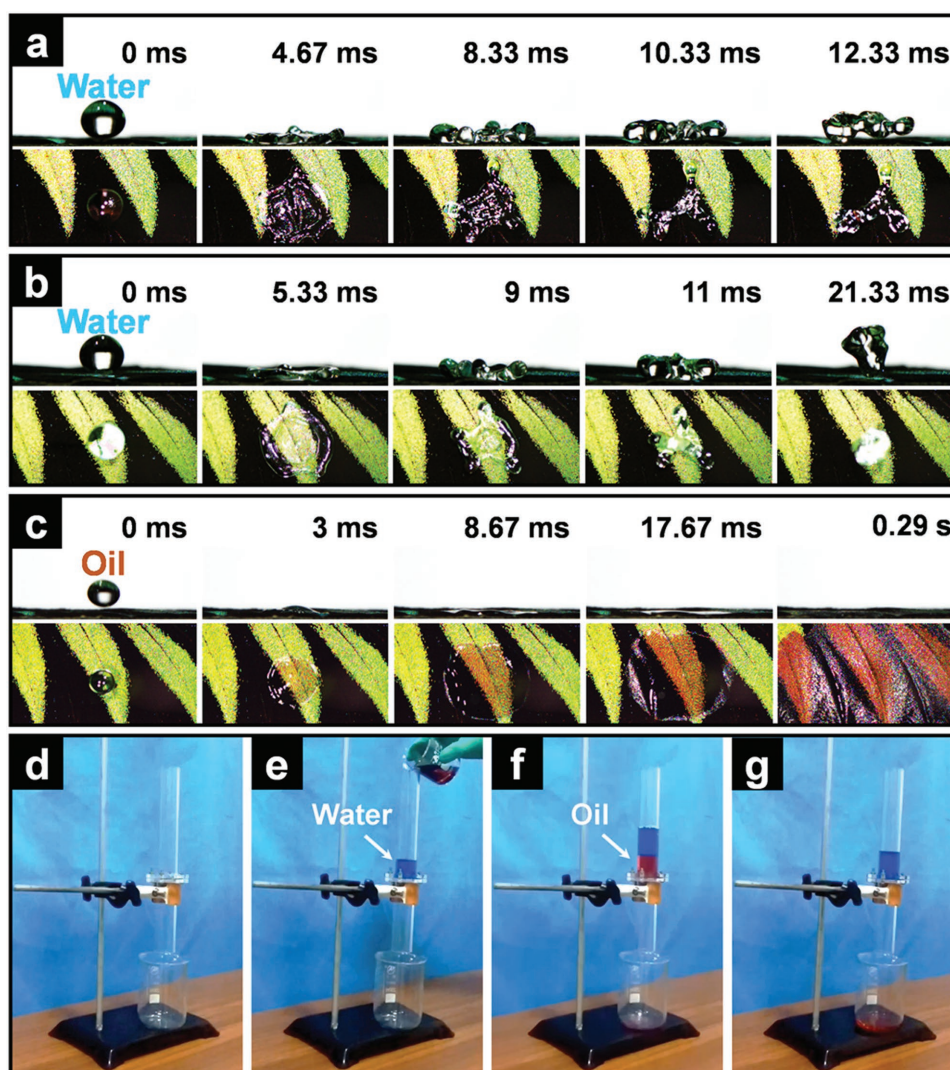 a
0 ms
4.67 ms
8.33 ms
10.33 ms
12.33 ms
Water
b
0 ms
5.33 ms
9 ms
11 ms
21.33 ms
Water
c
0 ms
3 ms
8.67 ms
17.67 ms
0.29 s
Oil
d
e
f
g
Water
Oil